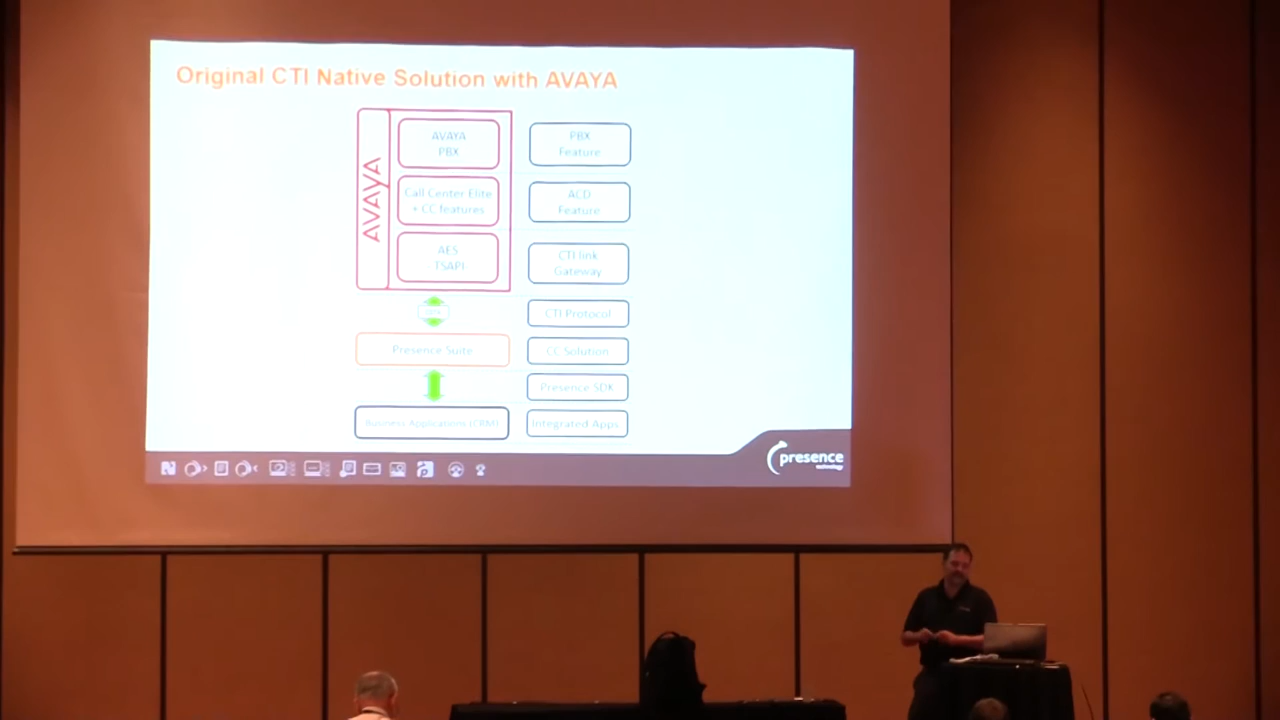 Original CTI Native Solution with AVAYA
AVAYA
AVAYA
PBX
PBX
Feature
Call Center Elite
+ CC features
ACD
Feature
AES
TSAPI
CTI link
Gateway
CTI Protocol
Presence Suite
CC Solution
Presence SDK
Business Applications (CRM)
Integrated Apps
presence
technology